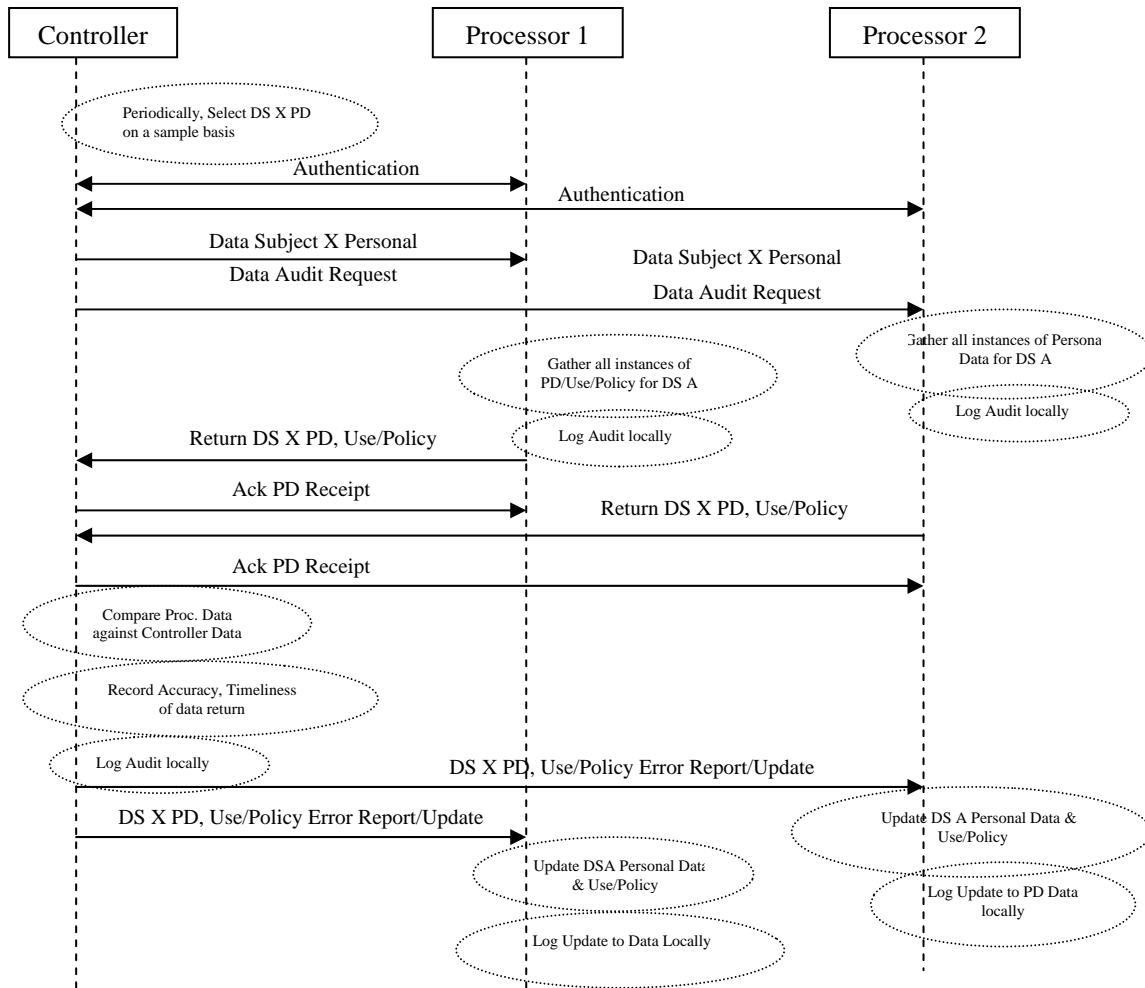 Controller
Processor 1
Processor 2
Periodically, Select DS X PD
on a sample basis
Authentication
Authentication
Data Subject X Personal
Data Audit Request
Data Subject X Personal
Data Audit Request
Gather all instances of Persona
Data for DS A
Gather all instances of
PD/Use/Policy for DS A
Log Audit locally
Log Audit locally
Return DS X PD, Use/Policy
Ack PD Receipt
Return DS X PD, Use/Policy
Ack PD Receipt
Compare Proc. Data
against Controller Data
Record Accuracy, Timeliness
of data return
Log Audit locally
DS X PD, Use/Policy Error Report/Update
DS X PD, Use/Policy Error Report/Update
Update DS A Personal Data &
Use/Policy
Update DSA Personal Data
& Use/Policy
Log Update to PD Data
locally
Log Update to Data Locally